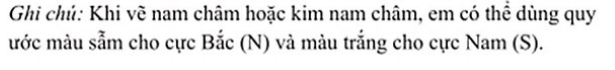 Ghi chú: Khi vẽ nam châm hoặc kim nam châm, em có thể dùng quy
ước màu sẫm cho cực Bắc (N) và màu trắng cho cực Nam (S).